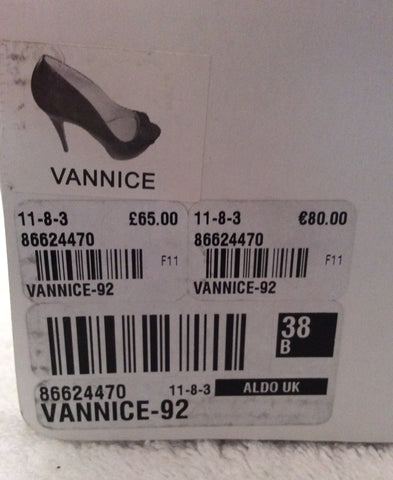 VANNICE
11-8-3 £65.00
86624470
F11
VANNICE-92
11-8-3 €80.00
86624470
F11
VANNICE-92
38
B
86624470 11-8-3 ALDO UK
VANNICE-92